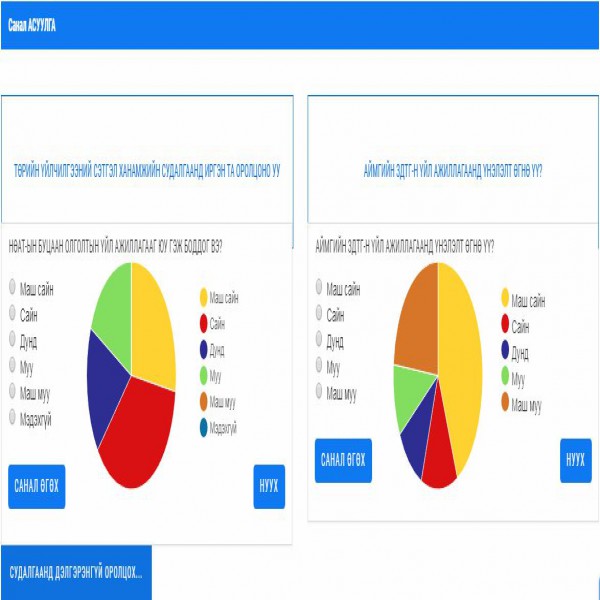 Санал АСУУЛГА
ТӨРИЙН ҮЙЛЧИЛГЭЭНИЙ СЭТГЭЛ ХАНАМЖИЙН СУДАЛГААНД ИРГЭН ТА ОРОЛЦОНО УУ
НӨАТ-ЫН БУЦААН ОЛГОЛТЫН ҮЙЛ АЖИЛЛАГААГ ЮУ ГЭЖ БОДДОГ ВЭ?
Маш сайн
Сайн
Дунд
Муу
Маш муу
Мэдэхгүй
Маш сайн
Сайн
Дунд
Муу
Маш муу
Мэдэхгүй
САНАЛ ӨГӨХ
НУУХ
АЙМГИЙН ЗДТГ-Н ҮЙЛ АЖИЛЛАГААНД ҮНЭЛЭЛТ ӨГНӨ ҮҮ?
АЙМГИЙН ЗДТГ-Н ҮЙЛ АЖИЛЛАГААНД ҮНЭЛЭЛТ ӨГНӨ ҮҮ?
Маш сайн
Сайн
Дунд
Муу
Маш муу
Маш сайн
Сайн
Дунд
Муу
Маш муу
САНАЛ ӨГӨХ
НУУХ
СУДАЛГААНД ДЭЛГЭРЭНГҮЙ ОРОЛЦОХ...